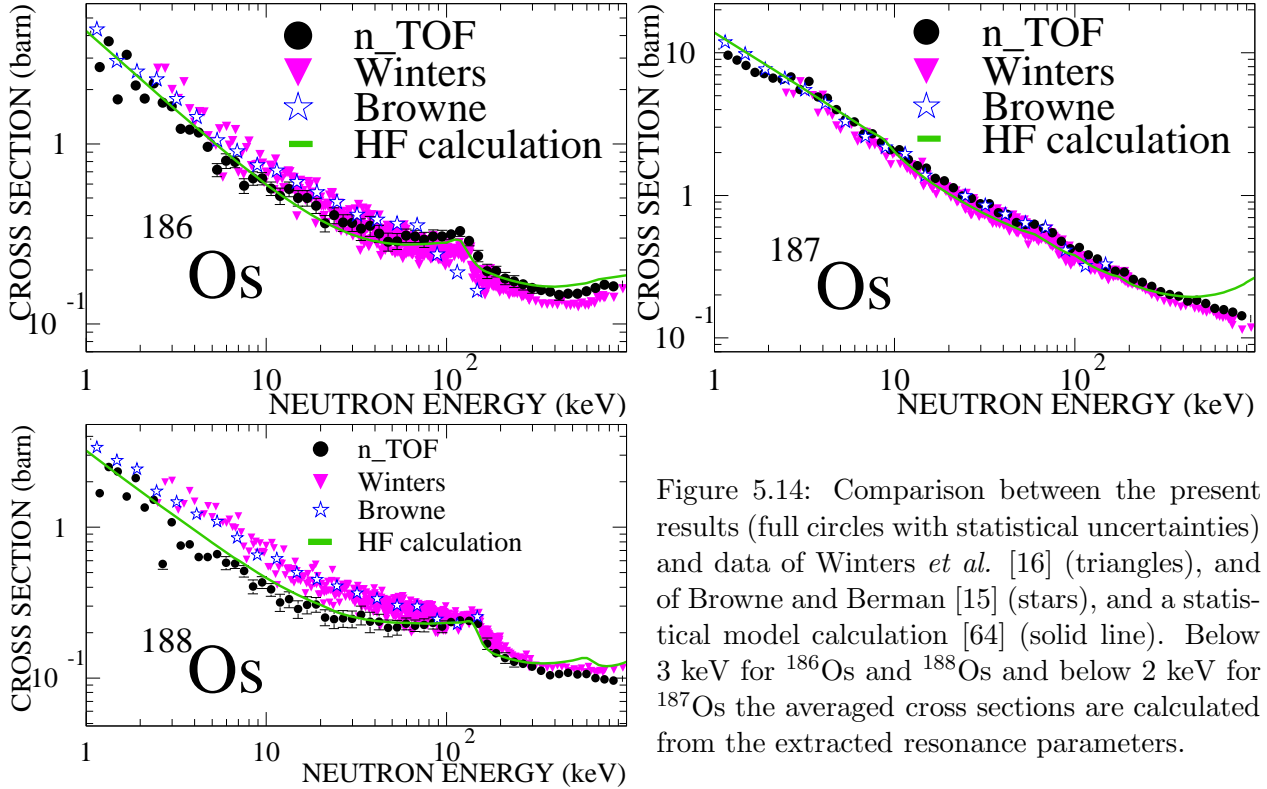 CROSS SECTION (barn)
1
-1
10
n_TOF
Winters
Browne
HF calculation
186Os
1
10
10^2
NEUTRON ENERGY (keV)
CROSS SECTION (barn)
10
1
-1
10
n_TOF
Winters
Browne
HF calculation
187Os
1
10
10^2
NEUTRON ENERGY (keV)
CROSS SECTION (barn)
1
-1
10
n_TOF
Winters
Browne
HF calculation
188Os
1
10
10^2
NEUTRON ENERGY (keV)
Figure 5.14: Comparison between the present
results (full circles with statistical uncertainties)
and data of Winters et al. [16] (triangles), and
of Browne and Berman [15] (stars), and a statis-
tical model calculation [64] (solid line). Below
3 keV for 186Os and 188Os and below 2 keV for
187Os the averaged cross sections are calculated
from the extracted resonance parameters.